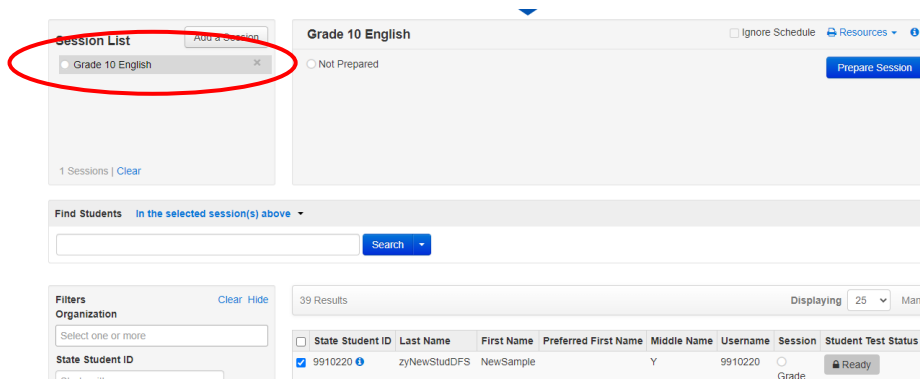 Session List
Add a Session
Grade 10 English
1 Sessions | Clear
Grade 10 English
Ignore Schedule
Resources
Not Prepared
Prepare Session
Find Students In the selected session(s) above
Search
Filters
Clear Hide
Organization
Select one or more
State Student ID
39 Results
Displaying 25
State Student ID Last Name First Name Preferred First Name Middle Name Username Session Student Test Status
9910220 zyNewStudDFS NewSample Y 9910220 Ready
Grade